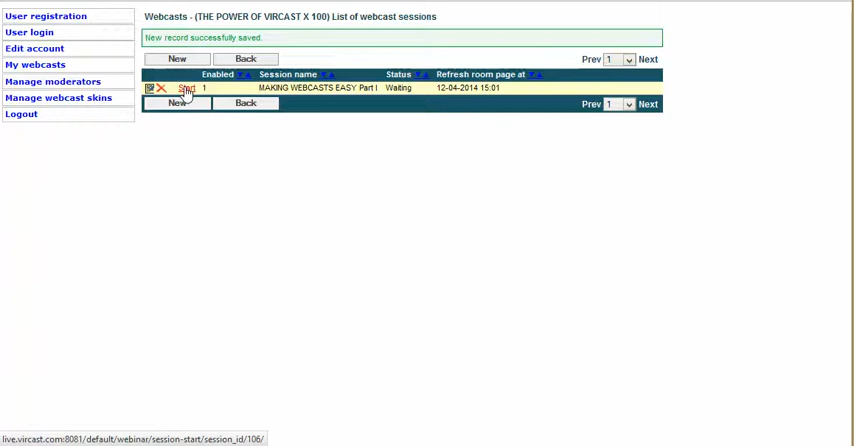 User registration
User login
Edit account
My webcasts
Manage moderators
Manage webcast skins
Logout
Webcasts - (THE POWER OF VIRCAST X 100) List of webcast sessions
New record successfully saved.
New Back Prev 1 Next
Enabled Session name Status Refresh room page at
Start 1 MAKING WEBCASTS EASY Part I Waiting 12-04-2014 15:01
New Back Prev 1 Next
live.vircast.com:8081/default/webinar/session-start/session_id/106/